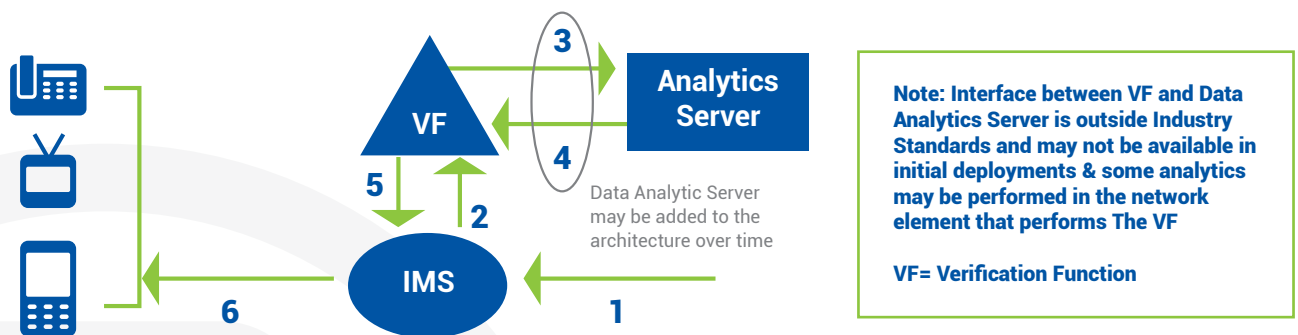 3
Analytics
Server
VF
4
5
2
Data Analytic Server
may be added to the
architecture over time
IMS
6
1
Note: Interface between VF and Data
Analytics Server is outside Industry
Standards and may not be available in
initial deployments & some analytics
may be performed in the network
element that performs The VF
VF= Verification Function